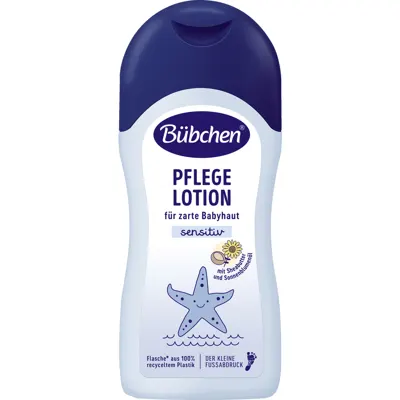 Bübchen
PFLEGE
LOTION
für zarte Babyhaut
sensitiv
mit Sheabutter
und Sonnenblumenöl
Flasche* aus 100%
recyceltem Plastik
DER KLEINE
FUSSABDRUCK